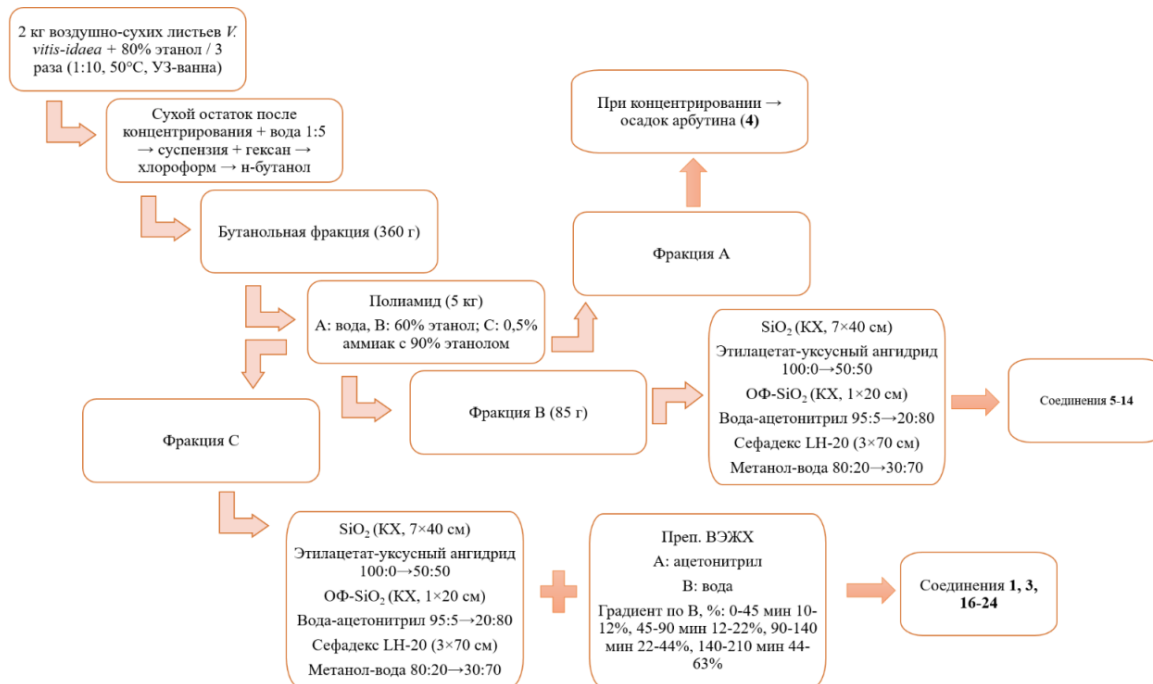 2 кг воздушно-сухих листьев V.
vitis-idaea + 80% этанол / 3
раза (1:10, 50°С, УЗ-ванна)
Сухой остаток после
концентрирования + вода 1:5
→ суспензия + гексан →
хлороформ → н-бутанол
При концентрировании →
осадок арбутина (4)
Бутанольная фракция (360 г)
Фракция А
Полиамид (5 кг)
А: вода, В: 60% этанол; С: 0,5%
аммиак с 90% этанолом
SiO₂ (КХ, 7×40 см)
Этилацетат-уксусный ангидрид
100:0→50:50
ОФ-SiO₂ (КХ, 1×20 см)
Вода-ацетонитрил 95:5→20:80
Сефадекс LH-20 (3×70 см)
Метанол-вода 80:20→30:70
Соединения 5-14
Фракция В (85 г)
Фракция С
SiO₂ (КХ, 7×40 см)
Этилацетат-уксусный ангидрид
100:0→50:50
ОФ-SiO₂ (КХ, 1×20 см)
Вода-ацетонитрил 95:5→20:80
Сефадекс LH-20 (3×70 см)
Метанол-вода 80:20→30:70
Преп. ВЭЖХ
А: ацетонитрил
В: вода
Градиент по В, %: 0-45 мин 10-
12%, 45-90 мин 12-22%, 90-140
мин 22-44%, 140-210 мин 44-
63%
Соединения 1, 3,
16-24